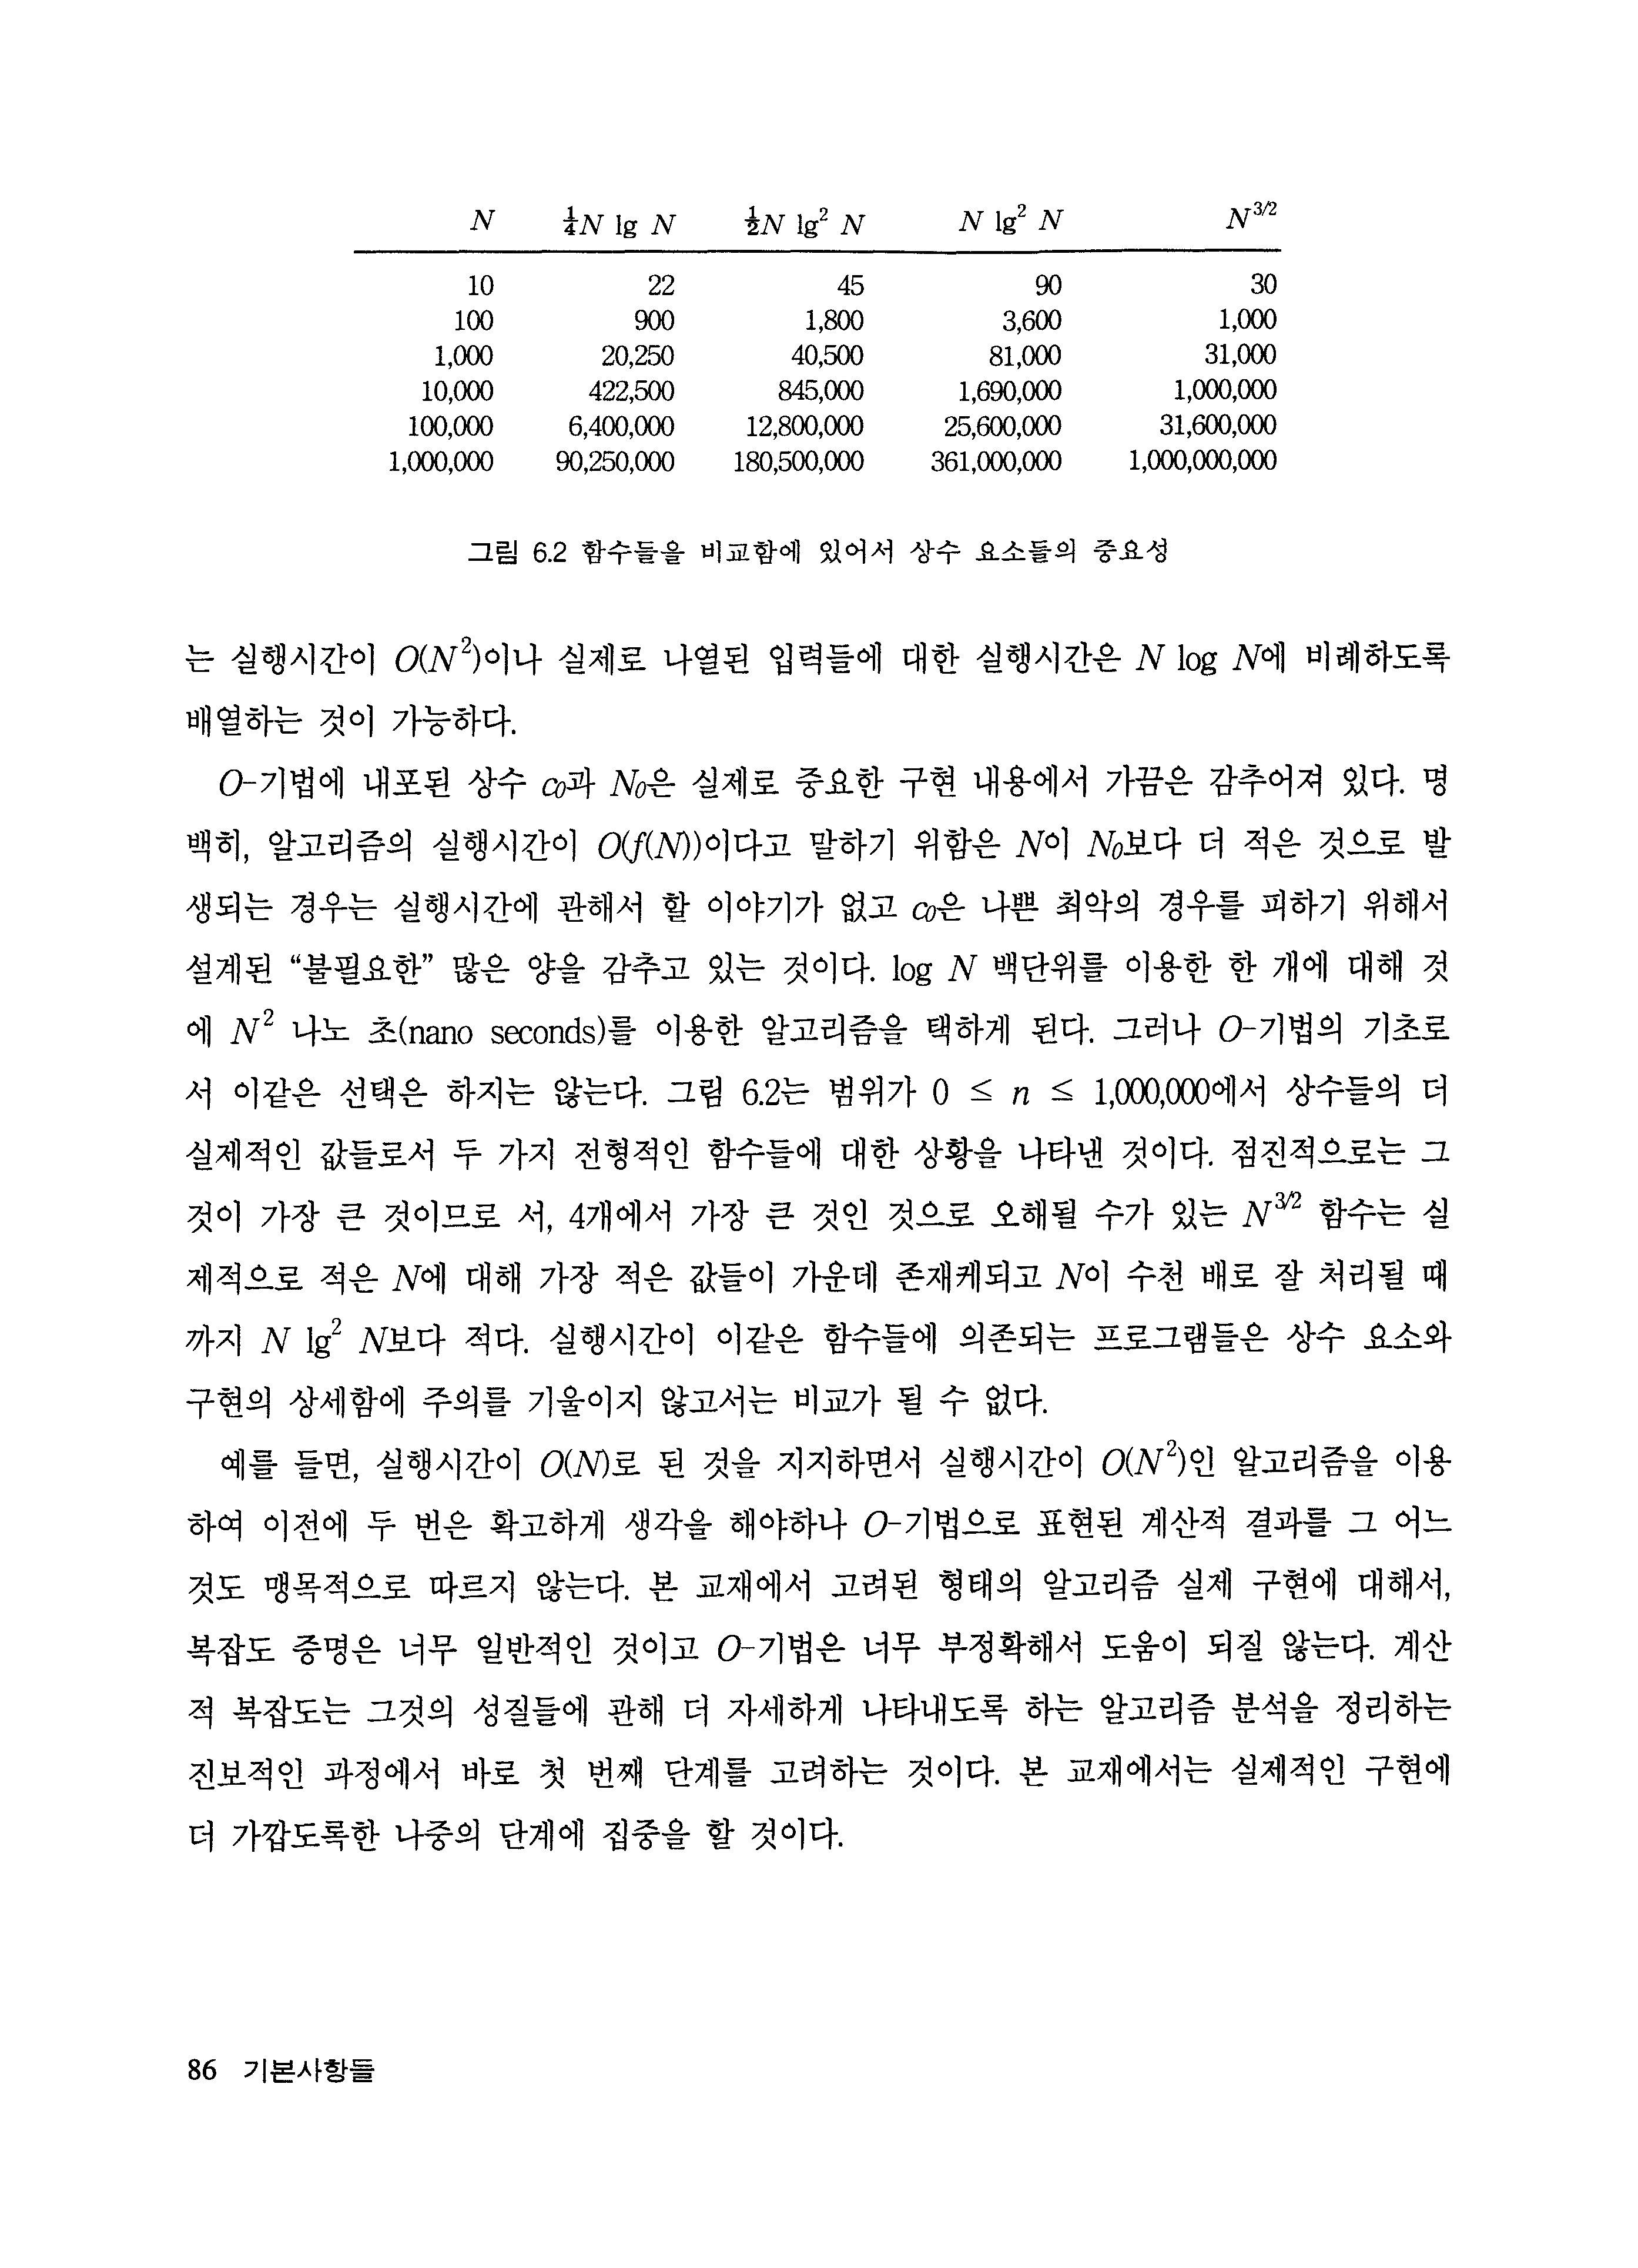 N ¼N lg N ½N lg² N N lg² N N^3/2
10 22 45 90 30
100 900 1,800 3,600 1,000
1,000 20,250 40,500 81,000 31,000
10,000 422,500 845,000 1,690,000 1,000,000
100,000 6,400,000 12,800,000 25,600,000 31,600,000
1,000,000 90,250,000 180,500,000 361,000,000 1,000,000,000
그림 6.2 함수들을 비교함에 있어서 상수 요소들의 중요성
는 실행시간이 O(N²)이나 실제로 나열된 입력들에 대한 실행시간은 N log N에 비례하도록
배열하는 것이 가능하다.
O-기법에 내포된 상수 c₀과 N₀은 실제로 중요한 구현 내용에서 가끔은 감추어져 있다. 명
백히, 알고리즘의 실행시간이 O(f(N))이다고 말하기 위함은 N이 N₀보다 더 적은 것으로 발
생되는 경우는 실행시간에 관해서 할 이야기가 없고 c₀은 나쁜 최악의 경우를 피하기 위해서
설계된 “불필요한” 많은 양을 감추고 있는 것이다. log N 백단위를 이용한 한 개에 대해 것
에 N² 나노 초(nano seconds)를 이용한 알고리즘을 택하게 된다. 그러나 O-기법의 기초로
서 이같은 선택은 하지는 않는다. 그림 6.2는 범위가 0 ≤ n ≤ 1,000,000에서 상수들의 더
실제적인 값들로서 두 가지 전형적인 함수들에 대한 상황을 나타낸 것이다. 점진적으로는 그
것이 가장 큰 것이므로 서, 4개에서 가장 큰 것인 것으로 오해될 수가 있는 N^3/2 함수는 실
제적으로 적은 N에 대해 가장 적은 값들이 가운데 존재케되고 N이 수천 배로 잘 처리될 때
까지 N lg² N보다 적다. 실행시간이 이같은 함수들에 의존되는 프로그램들은 상수 요소와
구현의 상세함에 주의를 기울이지 않고서는 비교가 될 수 없다.
예를 들면, 실행시간이 O(N)로 된 것을 지지하면서 실행시간이 O(N²)인 알고리즘을 이용
하여 이전에 두 번은 확고하게 생각을 해야하나 O-기법으로 표현된 계산적 결과를 그 어느
것도 맹목적으로 따르지 않는다. 본 교재에서 고려된 형태의 알고리즘 실제 구현에 대해서,
복잡도 증명은 너무 일반적인 것이고 O-기법은 너무 부정확해서 도움이 되질 않는다. 계산
적 복잡도는 그것의 성질들에 관해 더 자세하게 나타내도록 하는 알고리즘 분석을 정리하는
진보적인 과정에서 바로 첫 번째 단계를 고려하는 것이다. 본 교재에서는 실제적인 구현에
더 가깝도록한 나중의 단계에 집중을 할 것이다.
86 기본사항들